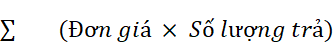 ∑ (Đơn giá × Số lượng trả)